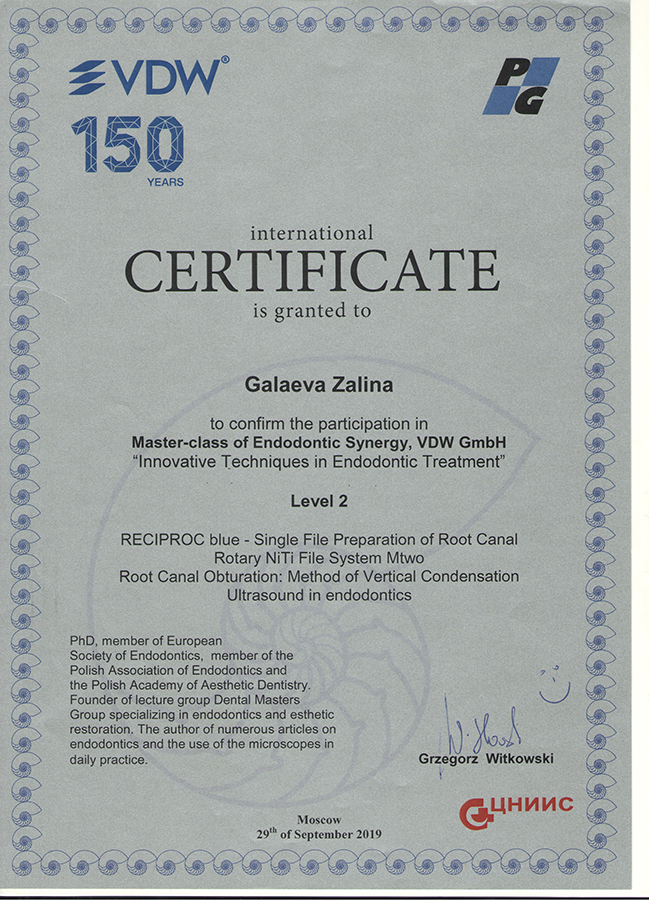 VDW®
150
YEARS
PG
international
CERTIFICATE
is granted to
Galaeva Zalina
to confirm the participation in
Master-class of Endodontic Synergy, VDW GmbH
“Innovative Techniques in Endodontic Treatment”
Level 2
RECIPROC blue - Single File Preparation of Root Canal
Rotary NiTi File System Mtwo
Root Canal Obturation: Method of Vertical Condensation
Ultrasound in endodontics
PhD, member of European
Society of Endodontics, member of the
Polish Association of Endodontics and
the Polish Academy of Aesthetic Dentistry.
Founder of lecture group Dental Masters
Group specializing in endodontics and esthetic
restoration. The author of numerous articles on
endodontics and the use of the microscopes in
daily practice.
Grzegorz Witkowski
ЦНИИС
Moscow
29th of September 2019